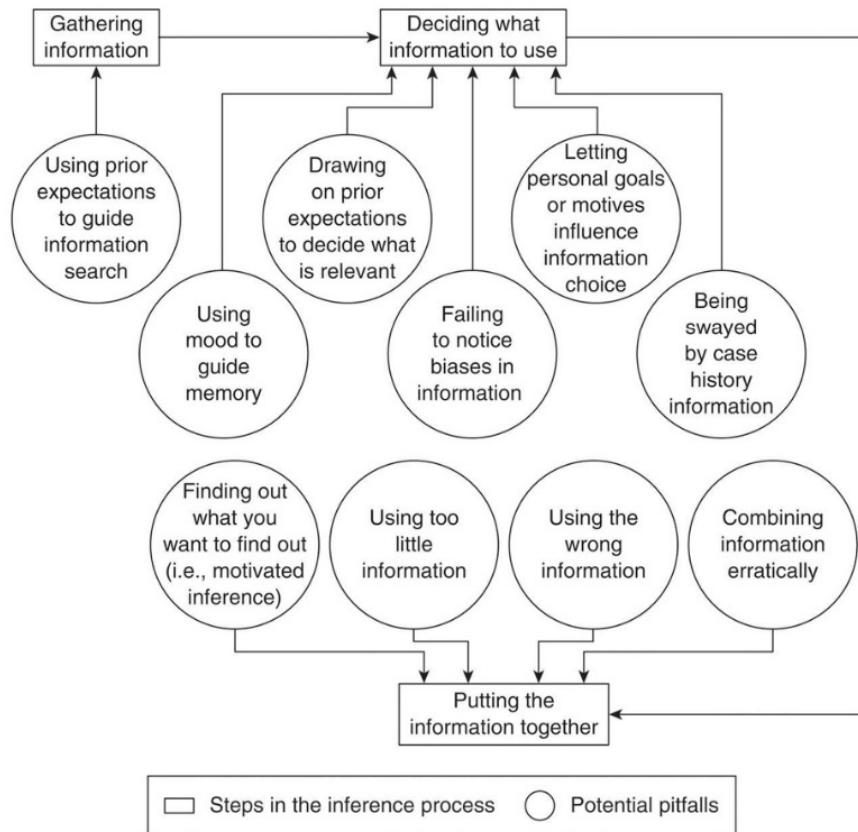 Gathering
information
Deciding what
information to use
Using prior
expectations
to guide
information
search
Drawing
on prior
expectations
to decide what
is relevant
Letting
personal goals
or motives
influence
information
choice
Using
mood to
guide
memory
Failing
to notice
biases in
information
Being
swayed
by case
history
information
Finding out
what you
want to find out
(i.e., motivated
inference)
Using too
little
information
Using the
wrong
information
Combining
information
erratically
Putting the
information together
Steps in the inference process
Potential pitfalls